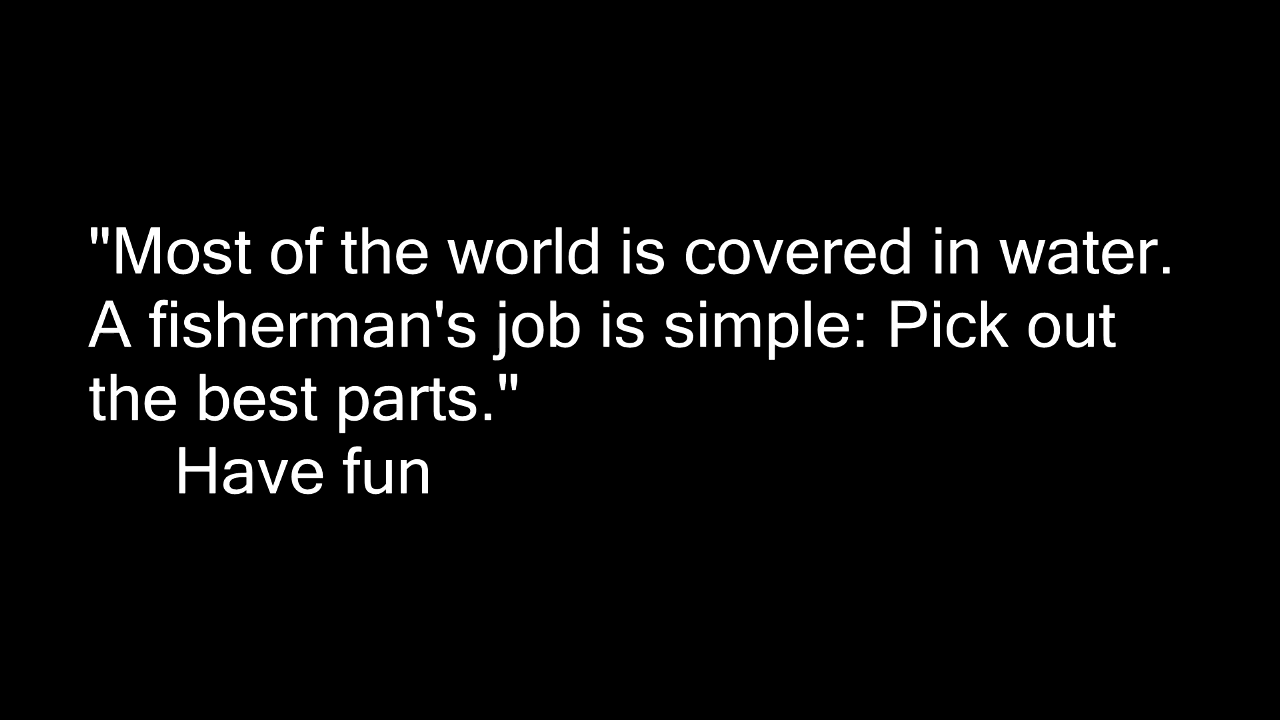 "Most of the world is covered in water.
A fisherman's job is simple: Pick out
the best parts."
Have fun